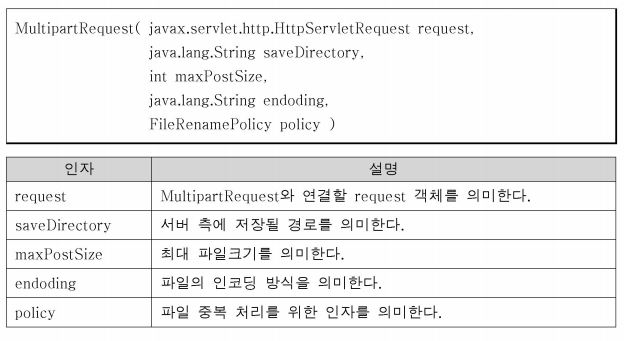 MultipartRequest( javax.servlet.http.HttpServletRequest request,
java.lang.String saveDirectory,
int maxPostSize,
java.lang.String endoding,
FileRenamePolicy policy )
인자 설명
request MultipartRequest와 연결할 request 객체를 의미한다.
saveDirectory 서버 측에 저장될 경로를 의미한다.
maxPostSize 최대 파일크기를 의미한다.
endoding 파일의 인코딩 방식을 의미한다.
policy 파일 중복 처리를 위한 인자를 의미한다.